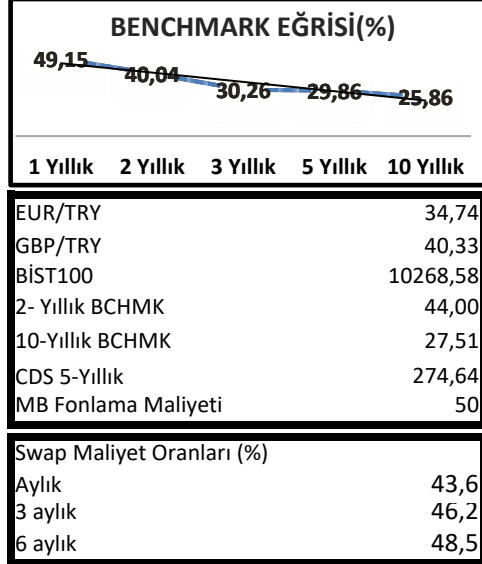 BENCHMARK EĞRİSİ(%)
49,15 40,04 30,26 29,86 25,86
1 Yıllık 2 Yıllık 3 Yıllık 5 Yıllık 10 Yıllık
EUR/TRY 34,74
GBP/TRY 40,33
BİST100 10268,58
2- Yıllık BCHMK 44,00
10-Yıllık BCHMK 27,51
CDS 5-Yıllık 274,64
MB Fonlama Maliyeti 50
Swap Maliyet Oranları (%)
Aylık 43,6
3 aylık 46,2
6 aylık 48,5